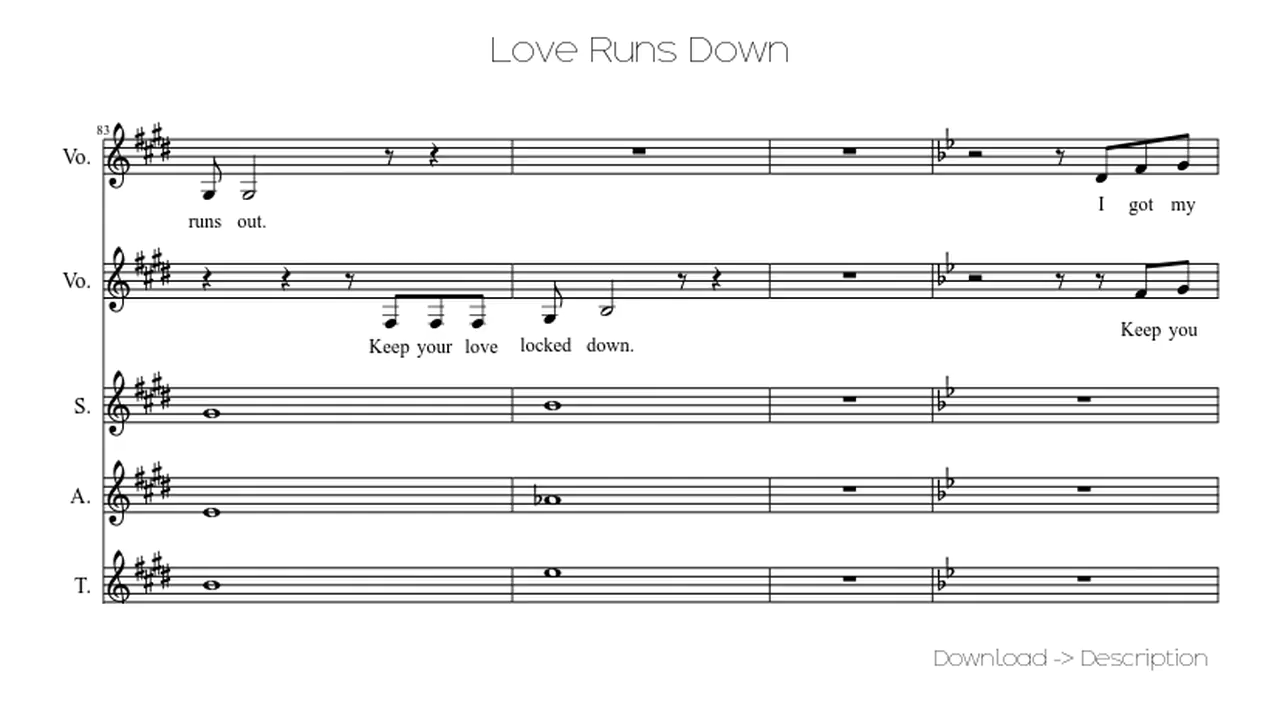 Love Runs Down
83
Vo.
runs out.
I got my
Vo.
Keep your love locked down.
Keep you
S.
A.
T.
Download -> Description